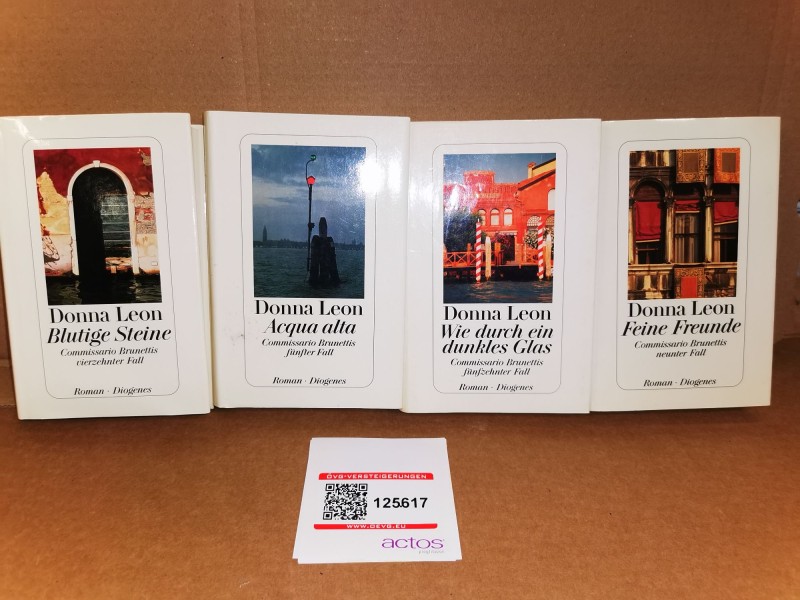 Donna Leon
Blutige Steine
Commissario Brunettis
vierzehnter Fall
Roman · Diogenes
Donna Leon
Acqua alta
Commissario Brunettis
fünfter Fall
Roman · Diogenes
Donna Leon
Wie durch ein
dunkles Glas
Commissario Brunettis
fünfzehnter Fall
Roman · Diogenes
Donna Leon
Feine Freunde
Commissario Brunettis
neunter Fall
Roman · Diogenes
ÖVG-VERSTEIGERUNGEN
125617
WWW.OEVG.EU
actos